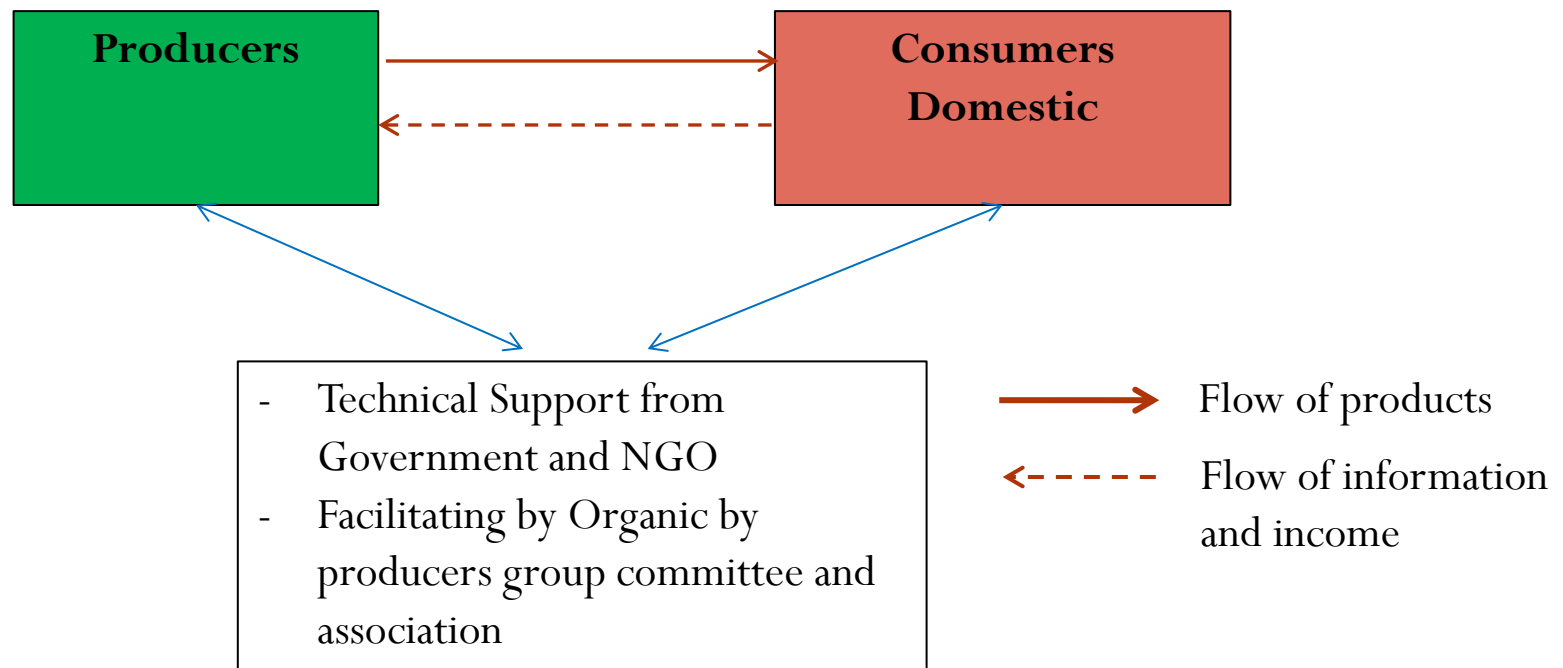 Producers
Consumers
Domestic
- Technical Support from
Government and NGO
- Facilitating by Organic by
producers group committee and
association
Flow of products
Flow of information
and income